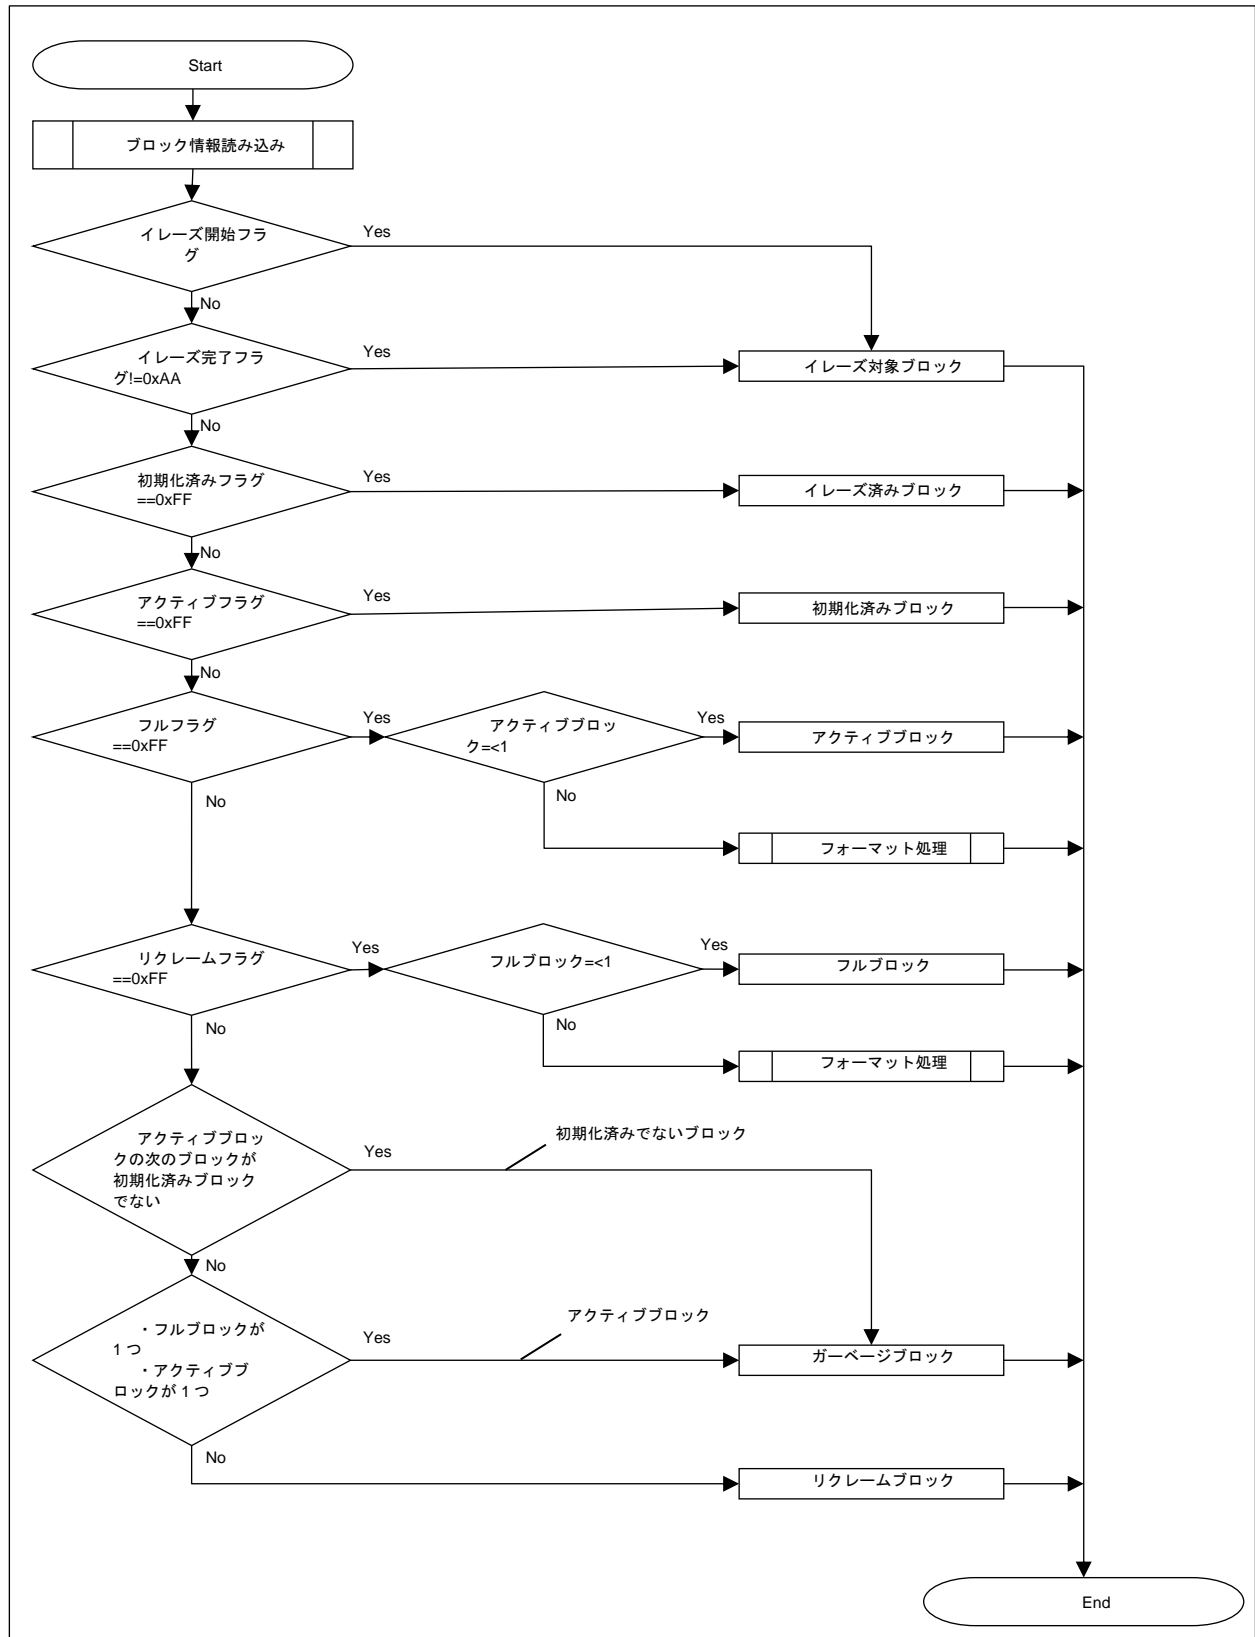 Start
ブロック情報読み込み
イレーズ開始フラ
グ
Yes
No
イレーズ完了フラ
グ!=0xAA
Yes
イレーズ対象ブロック
No
初期化済みフラグ
==0xFF
Yes
イレーズ済みブロック
No
アクティブフラグ
==0xFF
Yes
初期化済みブロック
No
フルフラグ
==0xFF
Yes
アクティブブロッ
ク=<1
Yes
アクティブブロック
No
No
フォーマット処理
リクレームフラグ
==0xFF
Yes
フルブロック=<1
Yes
フルブロック
No
No
フォーマット処理
アクティブブロッ
クの次のブロックが
初期化済みブロック
でない
Yes
初期化済みでないブロック
No
・フルブロックが
1つ
・アクティブブ
ロックが1つ
Yes
アクティブブロック
ガーベージブロック
No
リクレームブロック
End